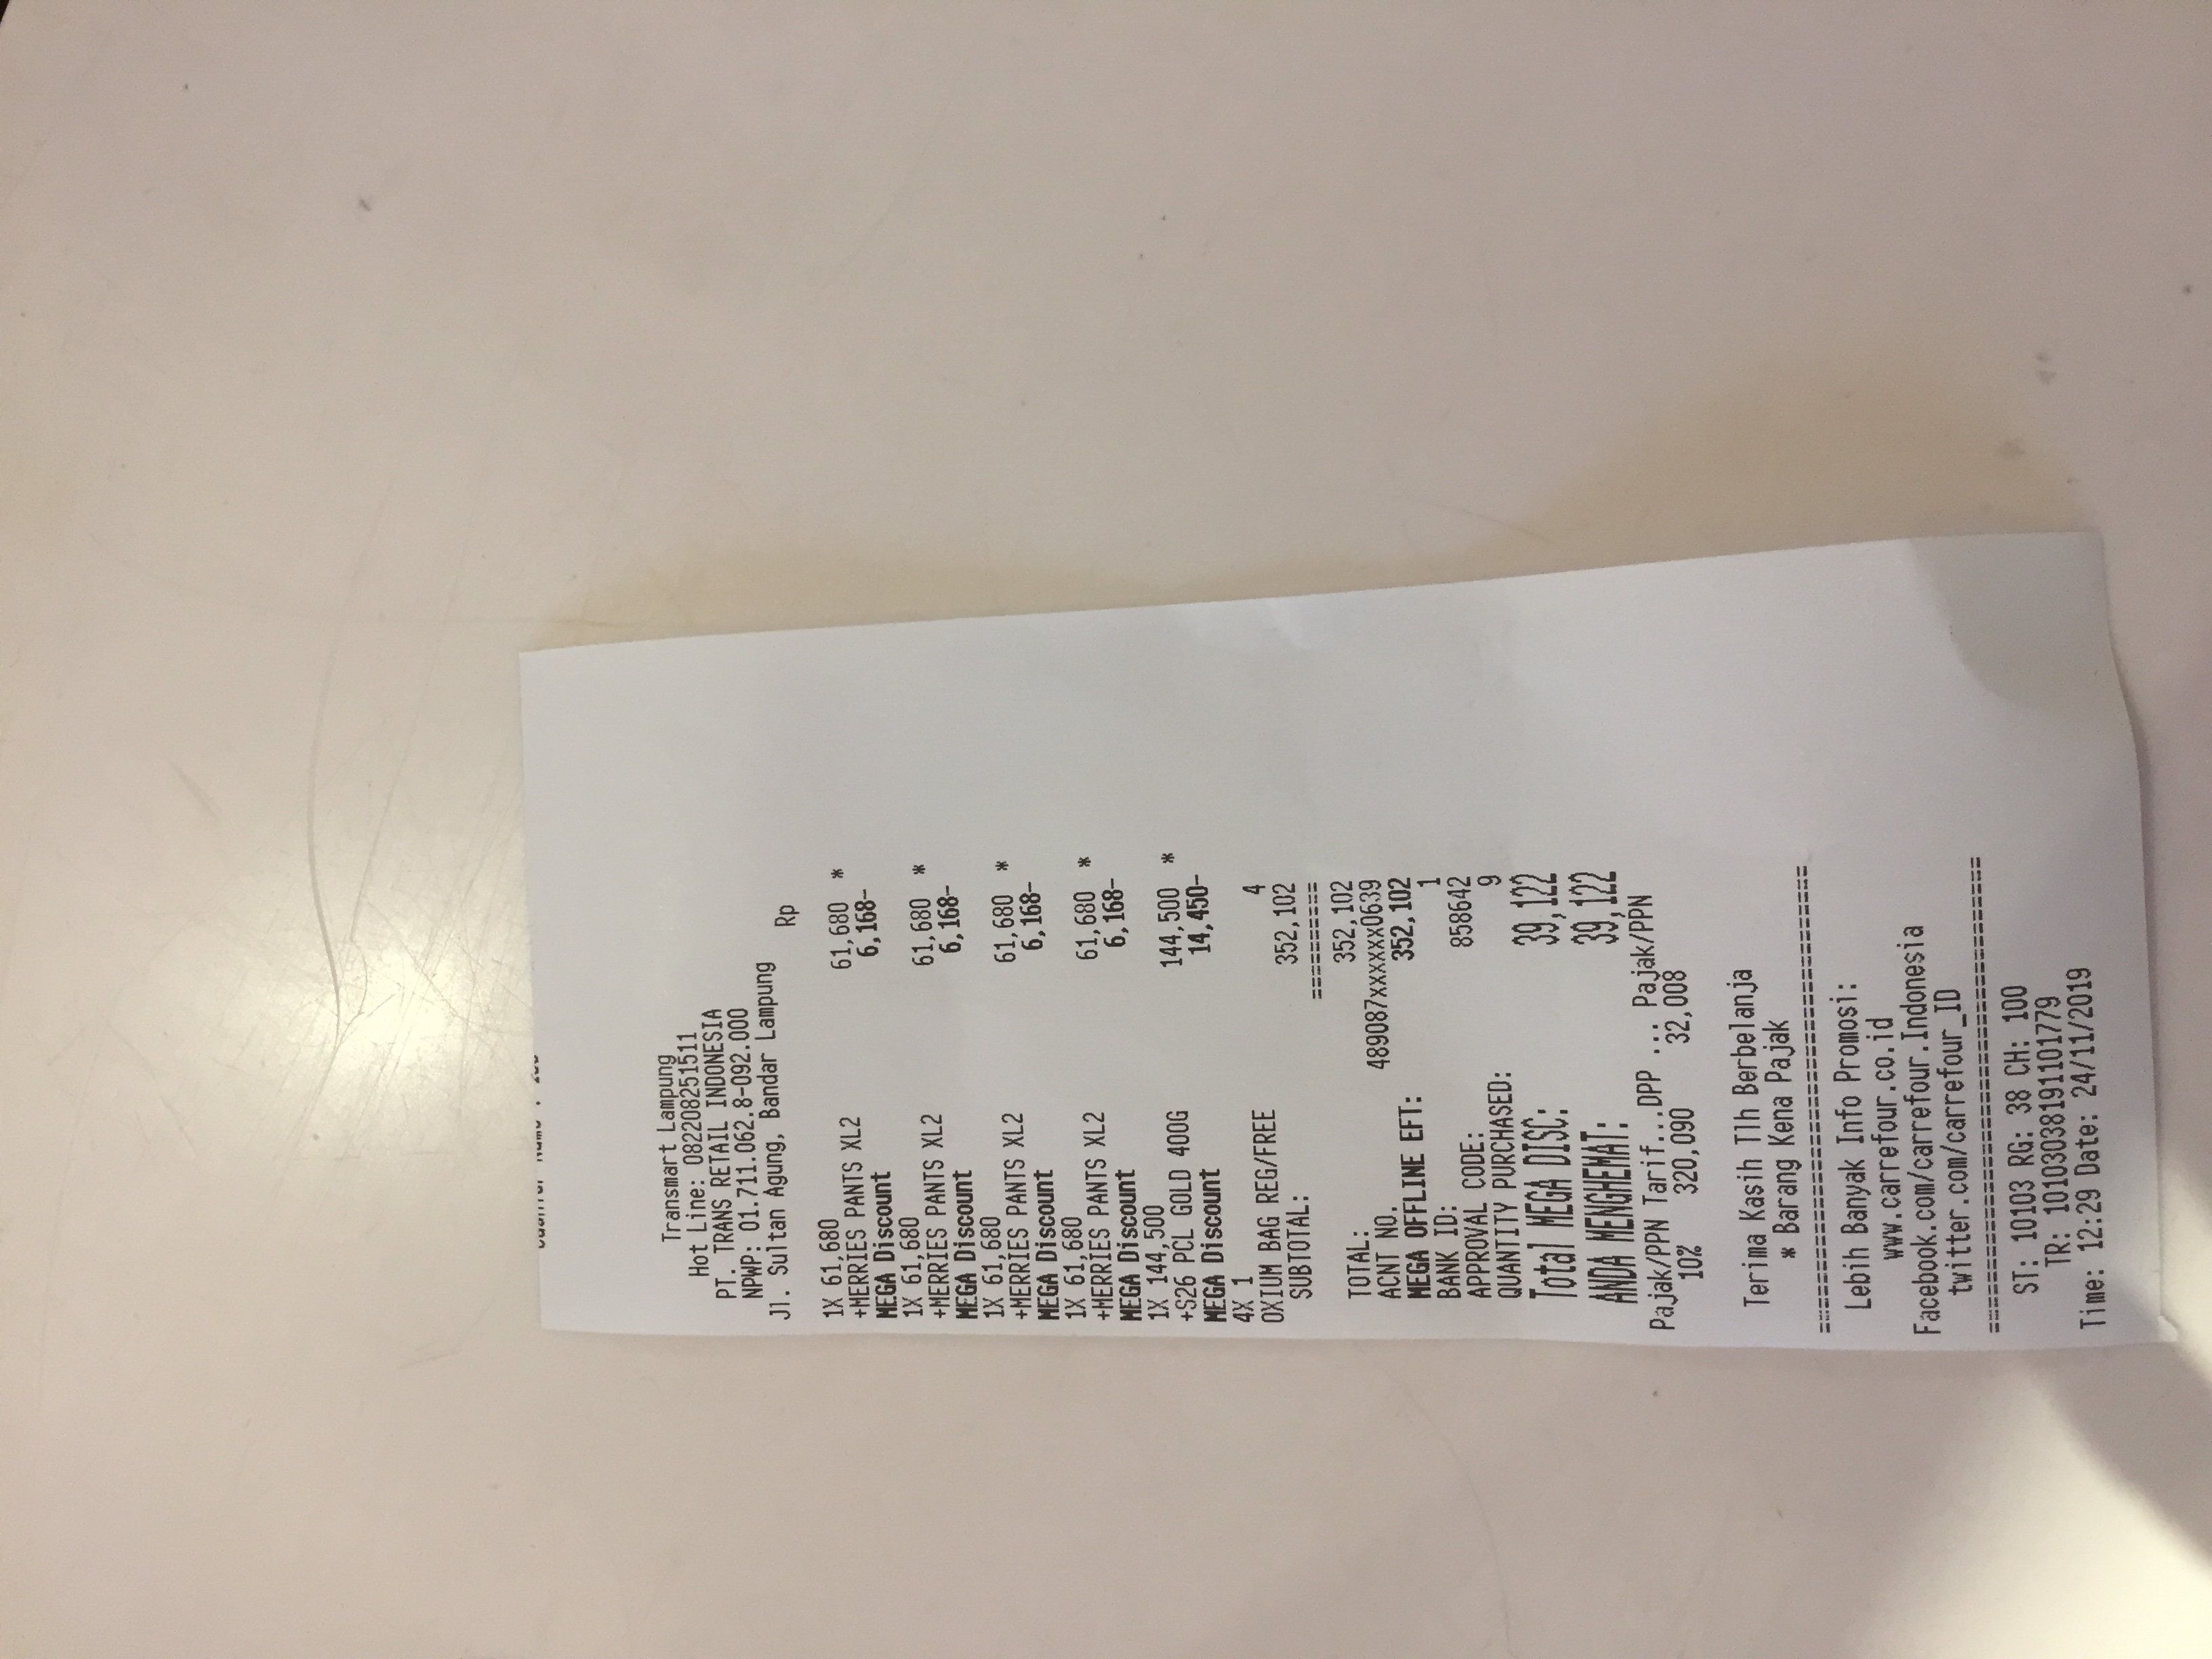 Transmart Lampung
Hot Line: 082208251511
PT. TRANS RETAIL INDONESIA
NPWP: 01.711.062.8-092.000
Jl. Sultan Agung, Bandar Lampung
Rp
1X 61,680
+MERRIES PANTS XL2 61,680 *
MEGA Discount 6,168-
1X 61,680
+MERRIES PANTS XL2 61,680 *
MEGA Discount 6,168-
1X 61,680
+MERRIES PANTS XL2 61,680 *
MEGA Discount 6,168-
1X 61,680
+MERRIES PANTS XL2 61,680 *
MEGA Discount 6,168-
1X 144,500
+S26 PCL GOLD 400G 144,500 *
MEGA Discount 14,450-
4X 1
OXIUM BAG REG/FREE 4
SUBTOTAL: 352,102
==========
TOTAL: 352,102
ACNT NO. 489087xxxxxx0639
MEGA OFFLINE EFT: 352,102
BANK ID: 1
APPROVAL CODE: 858642
QUANTITY PURCHASED: 9
Total MEGA DISC: 39,122
ANDA MENGHEMAT: 39,122
Pajak/PPN Tarif...DPP ... Pajak/PPN
10% 320,090 32,008
Terima Kasih Tlh Berbelanja
* Barang Kena Pajak
=====================================
Lebih Banyak Info Promosi:
www.carrefour.co.id
Facebook.com/carrefour.Indonesia
twitter.com/carrefour_ID
=====================================
ST: 10103 RG: 38 CH: 100
TR: 10103038191101779
Time: 12:29 Date: 24/11/2019